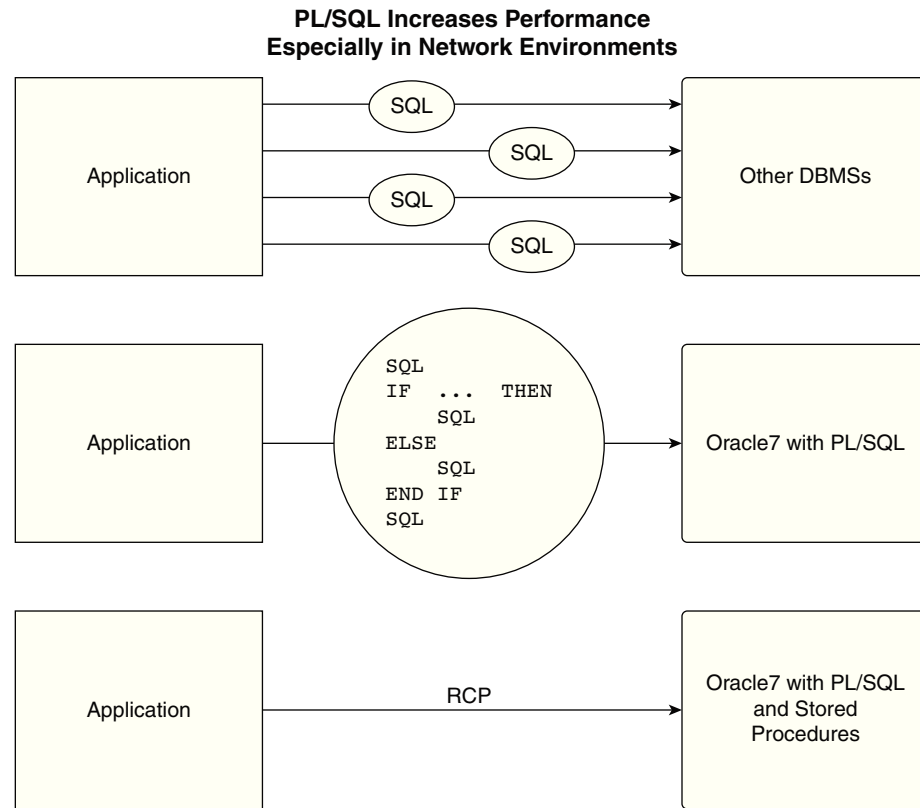 PL/SQL Increases Performance
Especially in Network Environments
Application
SQL
SQL
SQL
SQL
Other DBMSs
Application
SQL
IF ... THEN
SQL
ELSE
SQL
END IF
SQL
Oracle7 with PL/SQL
Application
RCP
Oracle7 with PL/SQL
and Stored
Procedures